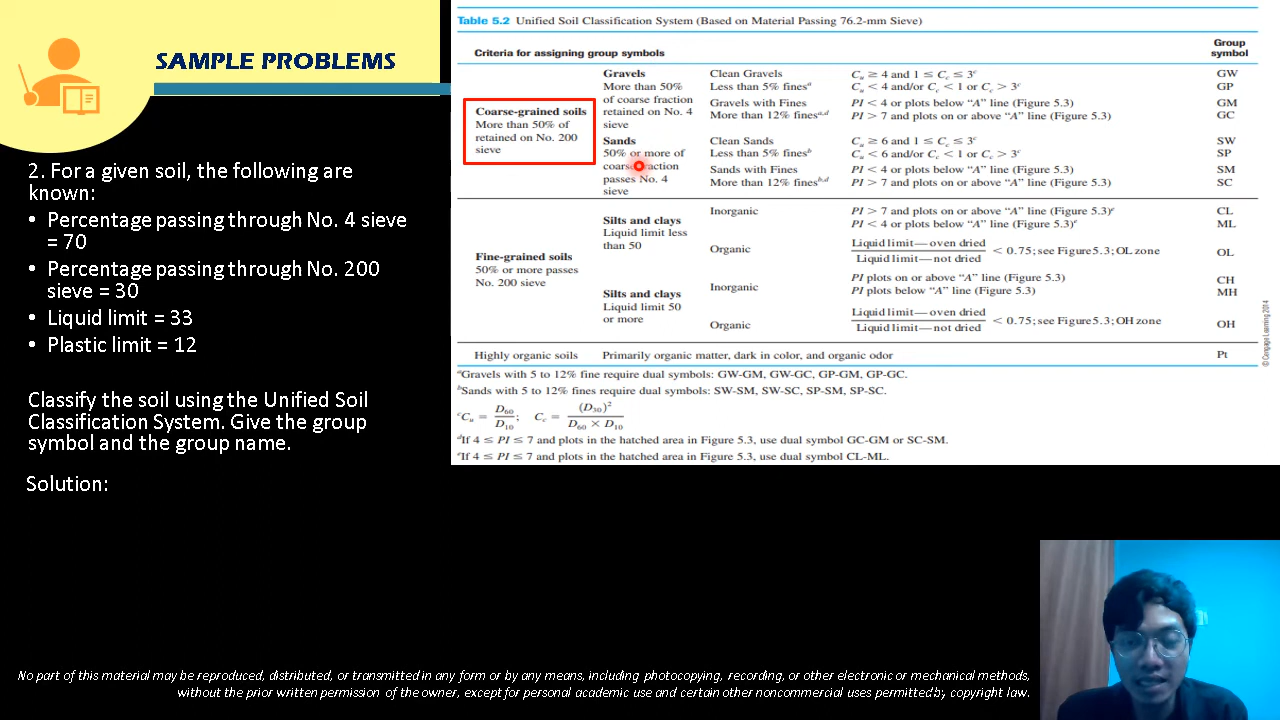 SAMPLE PROBLEMS
2. For a given soil, the following are
known:
• Percentage passing through No. 4 sieve
= 70
• Percentage passing through No. 200
sieve = 30
• Liquid limit = 33
• Plastic limit = 12
Classify the soil using the Unified Soil
Classification System. Give the group
symbol and the group name.
Solution:
Table 5.2 Unified Soil Classification System (Based on Material Passing 76.2-mm Sieve)
Criteria for assigning group symbols
Group
symbol
Coarse-grained soils
More than 50% of
retained on No. 200
sieve
Gravels
More than 50%
of coarse fraction
retained on No. 4
sieve
Clean Gravels
Less than 5% finesᵃ
Cᵤ ≥ 4 and 1 ≤ C꜀ ≤ 3ᶜ GW
Cᵤ < 4 and/or C꜀ < 1 or C꜀ > 3ᶜ GP
Gravels with Fines
More than 12% finesᵃ,ᵈ
PI < 4 or plots below “A” line (Figure 5.3) GM
PI > 7 and plots on or above “A” line (Figure 5.3) GC
Sands
50% or more of
coarse fraction
passes No. 4
sieve
Clean Sands
Less than 5% finesᵇ
Cᵤ ≥ 6 and 1 ≤ C꜀ ≤ 3ᶜ SW
Cᵤ < 6 and/or C꜀ < 1 or C꜀ > 3ᶜ SP
Sands with Fines
More than 12% finesᵇ,ᵈ
PI < 4 or plots below “A” line (Figure 5.3) SM
PI > 7 and plots on or above “A” line (Figure 5.3) SC
Fine-grained soils
50% or more passes
No. 200 sieve
Silts and clays
Liquid limit less
than 50
Inorganic
PI > 7 and plots on or above “A” line (Figure 5.3)ᵉ CL
PI < 4 or plots below “A” line (Figure 5.3)ᵉ ML
Organic
Liquid limit—oven dried
Liquid limit—not dried
< 0.75; see Figure 5.3; OL zone OL
Silts and clays
Liquid limit 50
or more
Inorganic
PI plots on or above “A” line (Figure 5.3) CH
PI plots below “A” line (Figure 5.3) MH
Organic
Liquid limit—oven dried
Liquid limit—not dried
< 0.75; see Figure 5.3; OH zone OH
Highly organic soils Primarily organic matter, dark in color, and organic odor Pt
ᵃGravels with 5 to 12% fine require dual symbols: GW-GM, GW-GC, GP-GM, GP-GC.
ᵇSands with 5 to 12% fines require dual symbols: SW-SM, SW-SC, SP-SM, SP-SC.
ᶜCᵤ = D₆₀ / D₁₀ ; C꜀ = (D₃₀)² / D₆₀ × D₁₀
ᵈIf 4 ≤ PI ≤ 7 and plots in the hatched area in Figure 5.3, use dual symbol GC-GM or SC-SM.
ᵉIf 4 ≤ PI ≤ 7 and plots in the hatched area in Figure 5.3, use dual symbol CL-ML.
© Cengage Learning 2014
No part of this material may be reproduced, distributed, or transmitted in any form or by any means, including photocopying, recording, or other electronic or mechanical methods,
without the prior written permission of the owner, except for personal academic use and certain other noncommercial uses permitted by copyright law.